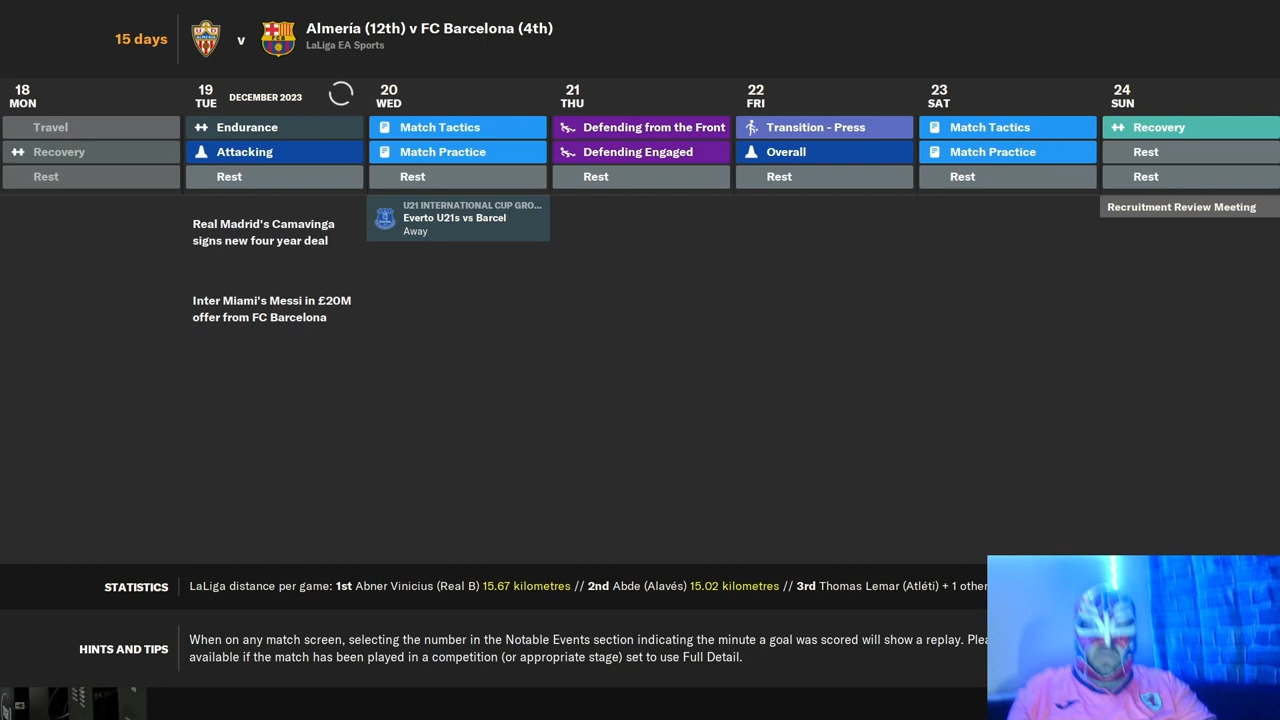 15 days
v
Almería (12th) v FC Barcelona (4th)
LaLiga EA Sports
18
MON
19
TUE
DECEMBER 2023
20
WED
21
THU
22
FRI
23
SAT
24
SUN
Travel
Endurance
Match Tactics
Defending from the Front
Transition - Press
Match Tactics
Recovery
Recovery
Attacking
Match Practice
Defending Engaged
Overall
Match Practice
Rest
Rest
Rest
Rest
Rest
Rest
Rest
Rest
U21 INTERNATIONAL CUP GRO...
Everto U21s vs Barcel
Away
Recruitment Review Meeting
Real Madrid's Camavinga
signs new four year deal
Inter Miami's Messi in £20M
offer from FC Barcelona
STATISTICS
LaLiga distance per game: 1st Abner Vinicius (Real B) 15.67 kilometres // 2nd Abde (Alavés) 15.02 kilometres // 3rd Thomas Lemar (Atléti) + 1 other
HINTS AND TIPS
When on any match screen, selecting the number in the Notable Events section indicating the minute a goal was scored will show a replay. Plea
available if the match has been played in a competition (or appropriate stage) set to use Full Detail.